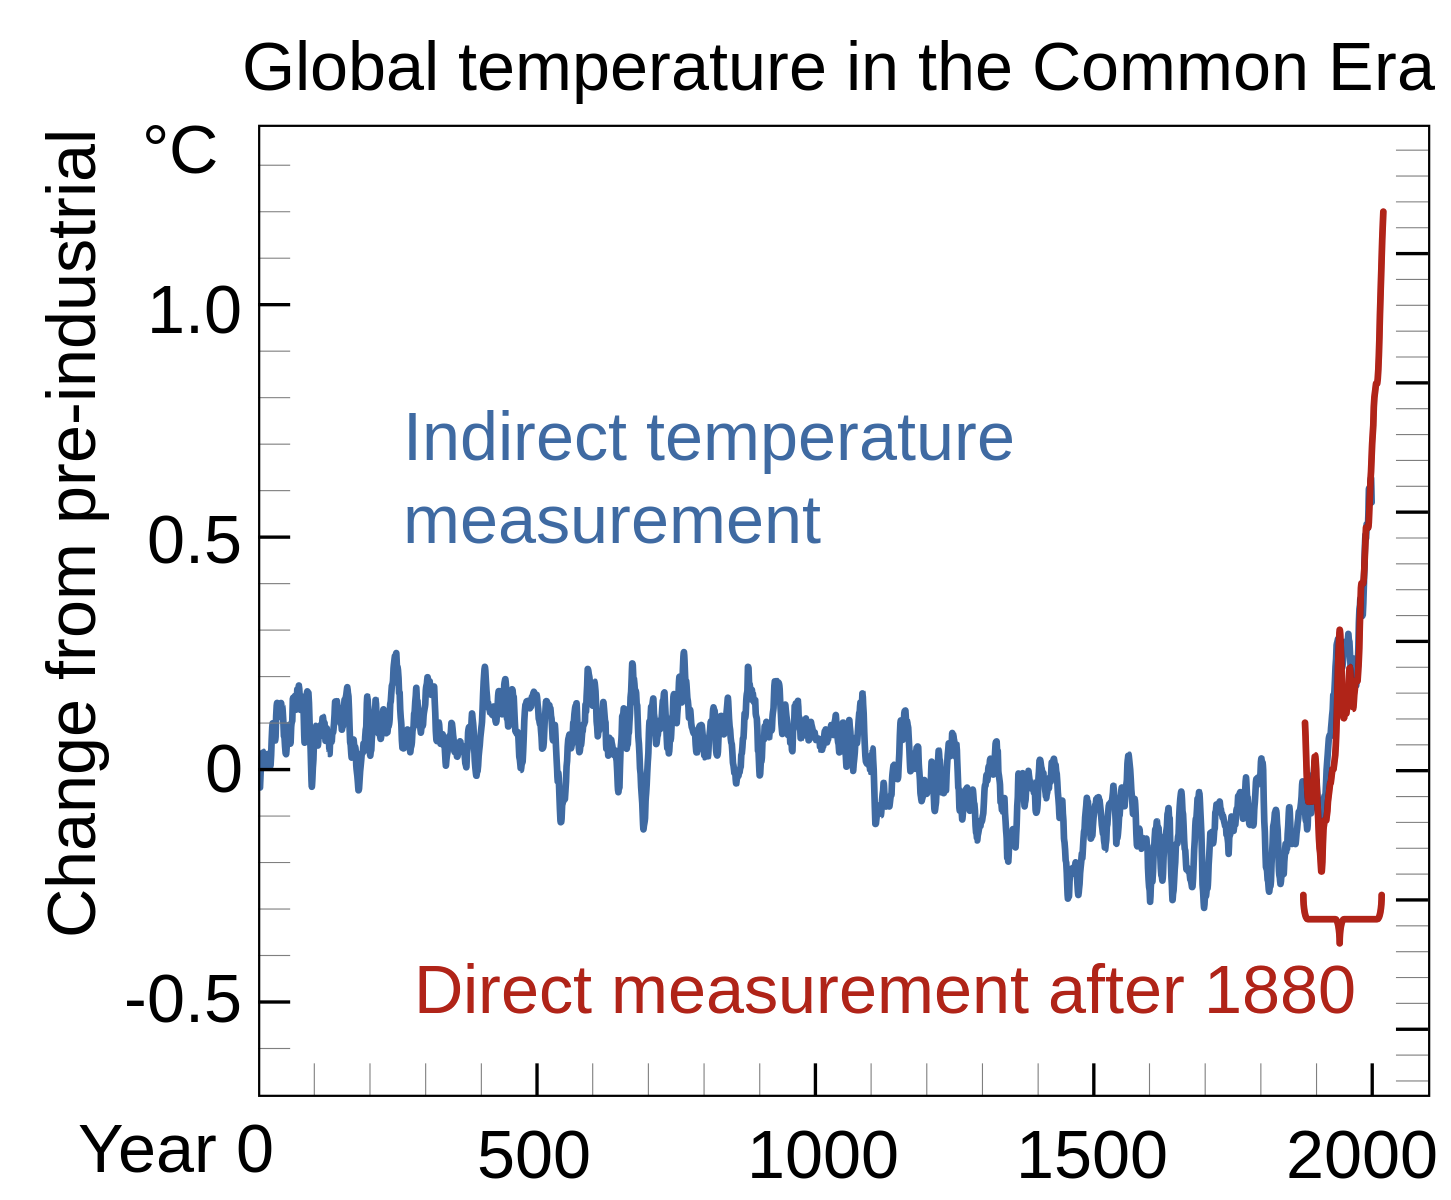 Global temperature in the Common Era
°C
Change from pre-industrial
1.0
0.5
0
-0.5
Indirect temperature
measurement
Direct measurement after 1880
Year 0 500 1000 1500 2000